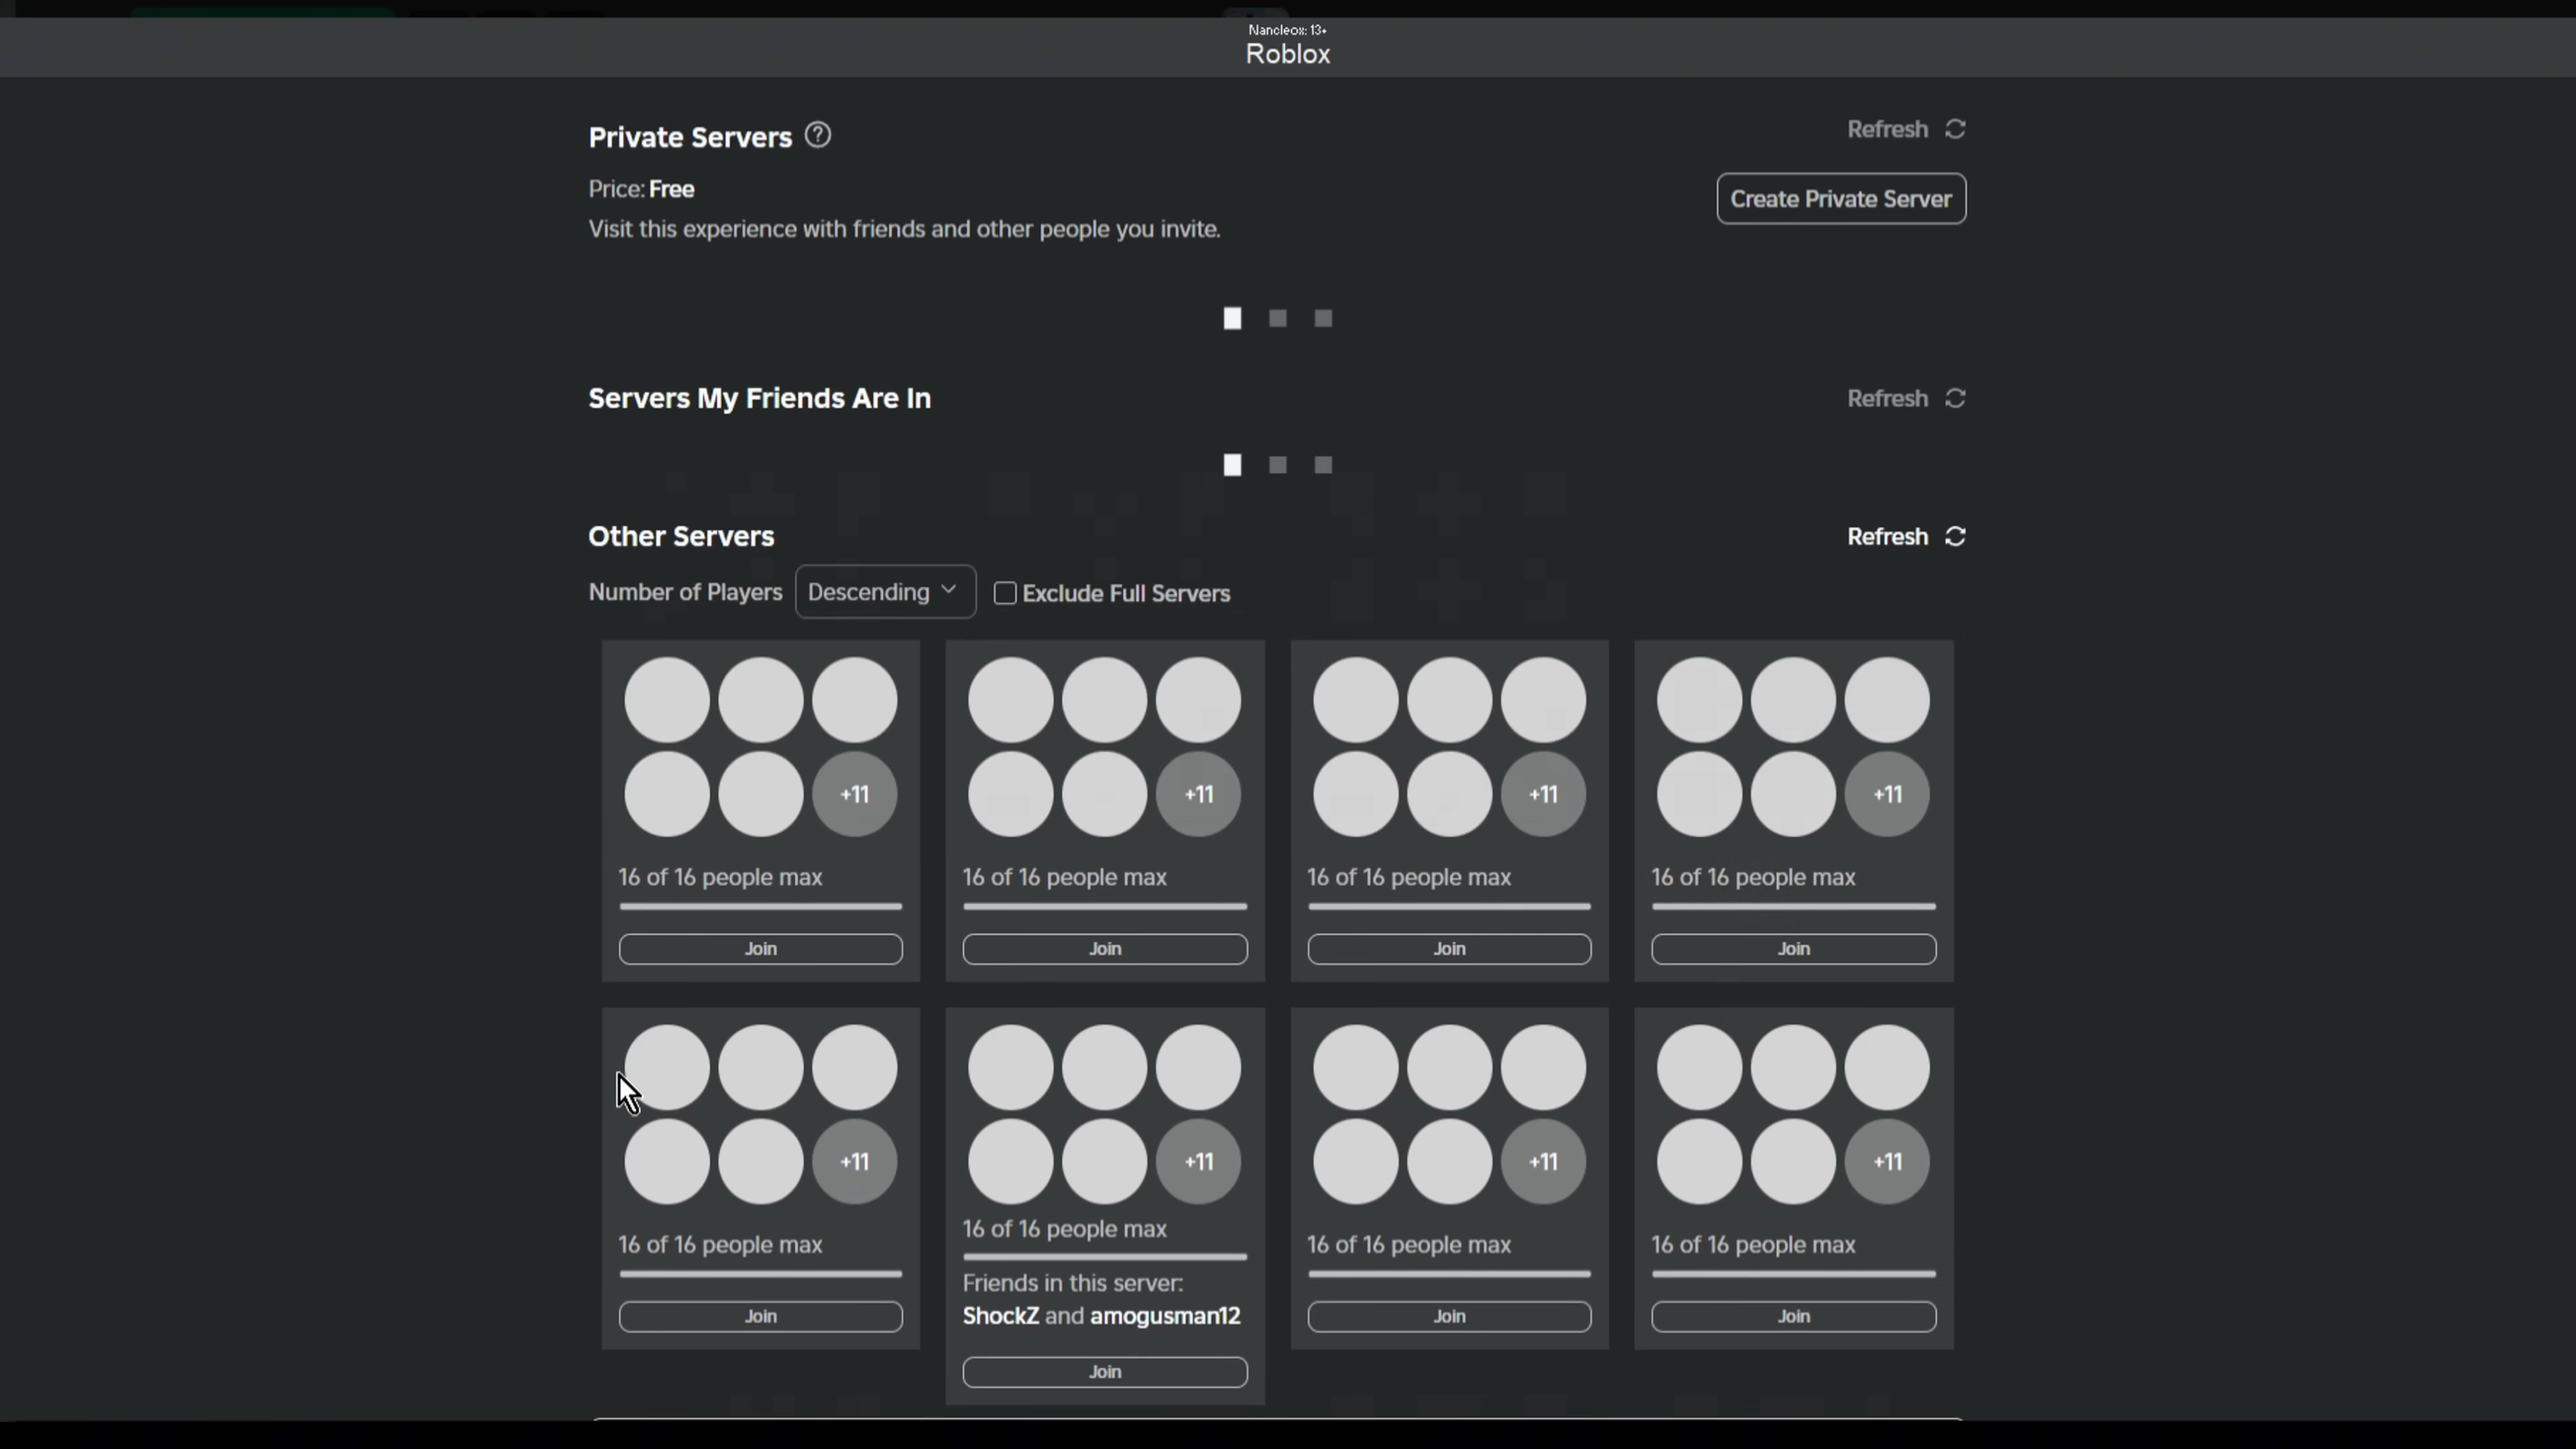 Nancleox: 13+
Roblox
Private Servers
Refresh
Price: Free
Create Private Server
Visit this experience with friends and other people you invite.
Servers My Friends Are In
Refresh
Other Servers
Refresh
Number of Players Descending Exclude Full Servers
+11 +11 +11 +11
16 of 16 people max 16 of 16 people max 16 of 16 people max 16 of 16 people max
Join Join Join Join
+11 +11 +11 +11
16 of 16 people max 16 of 16 people max 16 of 16 people max 16 of 16 people max
Friends in this server:
ShockZ and amogusman12
Join Join Join Join